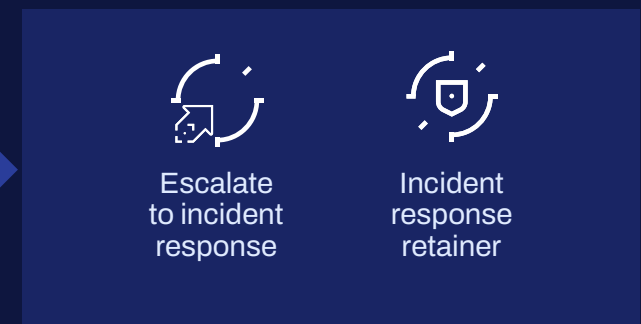 Escalate
to incident
response
Incident
response
retainer